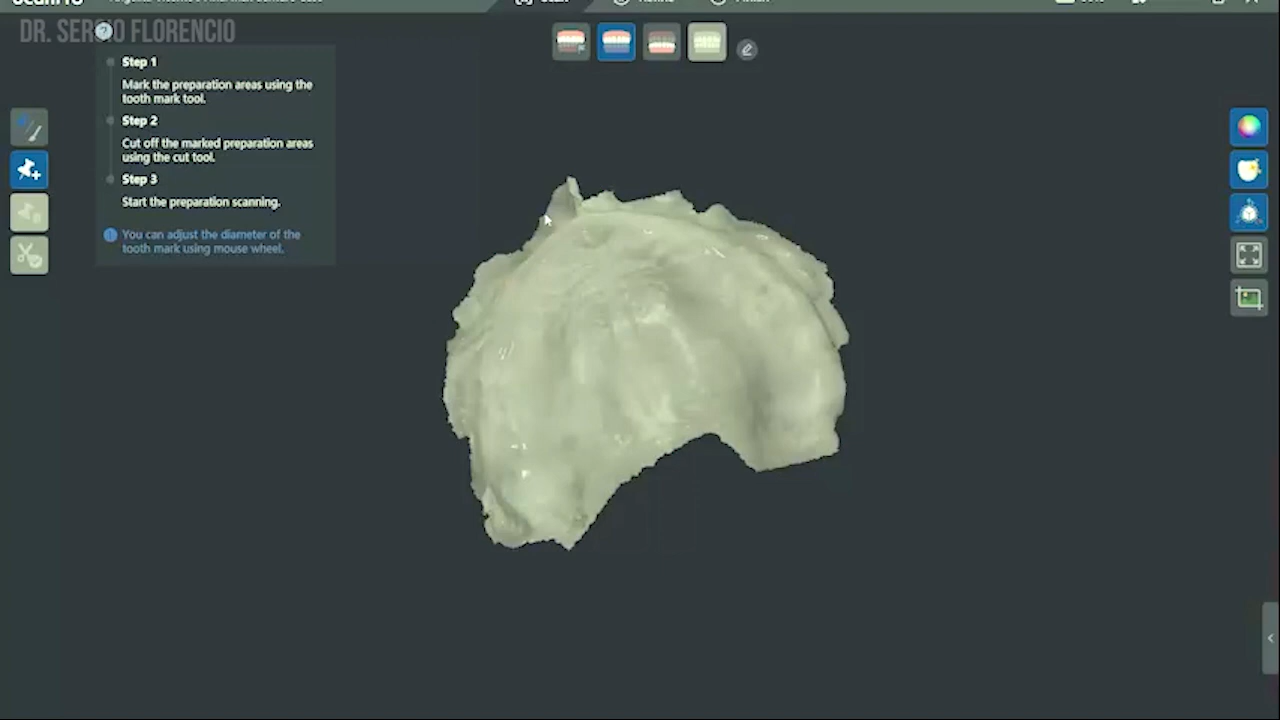 DR. SERGIO FLORENCIO
Step 1
Mark the preparation areas using the
tooth mark tool.
Step 2
Cut off the marked preparation areas
using the cut tool.
Step 3
Start the preparation scanning.
You can adjust the diameter of the
tooth mark using mouse wheel.